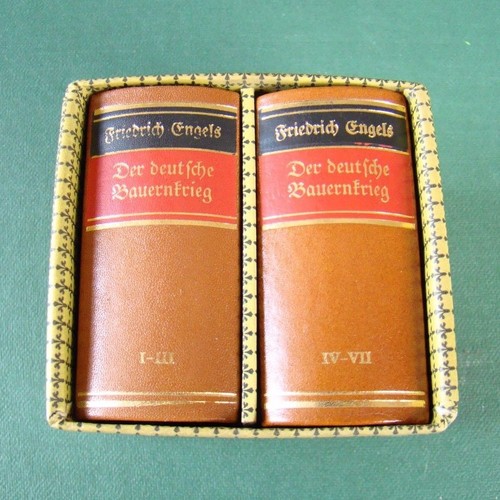 Friedrich Engels
Der deutſche
Bauernkrieg
I-III
Friedrich Engels
Der deutſche
Bauernkrieg
IV-VII